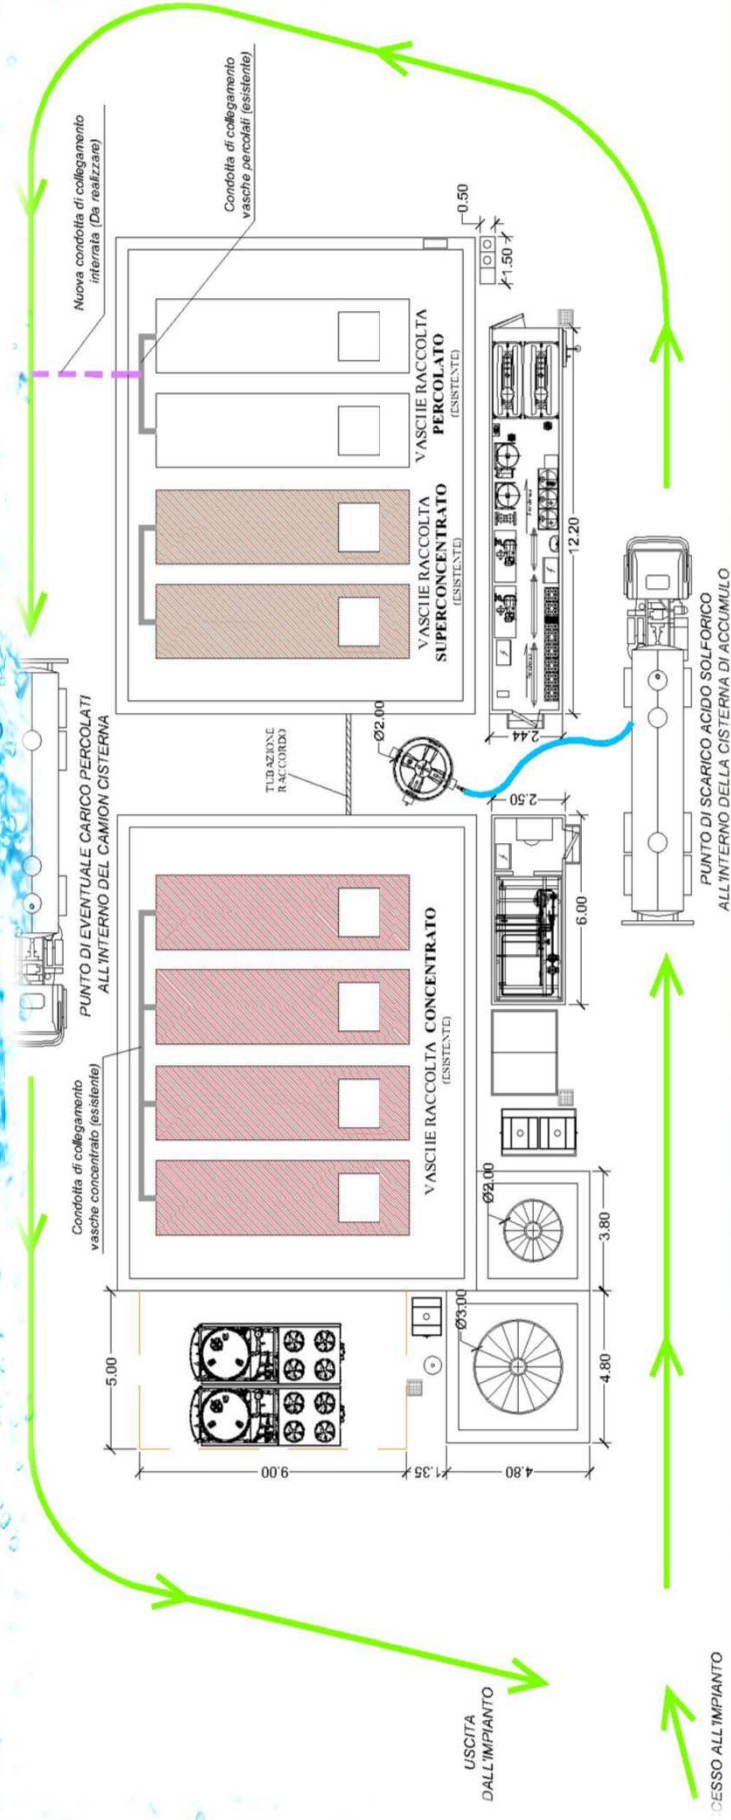 Nuova condotta di collegamento
interrata (Da realizzare)
Condotta di collegamento
vasche percolati (esistente)
0.50
1.50
VASCHE RACCOLTA
PERCOLATO
(ESISTENTE)
VASCHE RACCOLTA
SUPERCONCENTRATO
(ESISTENTE)
12.20
2.44
PUNTO DI EVENTUALE CARICO PERCOLATI
ALL'INTERNO DEL CAMION CISTERNA
TUBAZIONE
RACCORDO
Ø2.00
PUNTO DI SCARICO ACIDO SOLFORICO
ALL'INTERNO DELLA CISTERNA DI ACCUMULO
2.50
6.00
Condotta di collegamento
vasche concentrato (esistente)
VASCHE RACCOLTA CONCENTRATO
(ESISTENTE)
Ø2.00
3.80
5.00
Ø3.00
4.80
9.00
1.35
4.80
USCITA
DALL'IMPIANTO
CESSO ALL'IMPIANTO